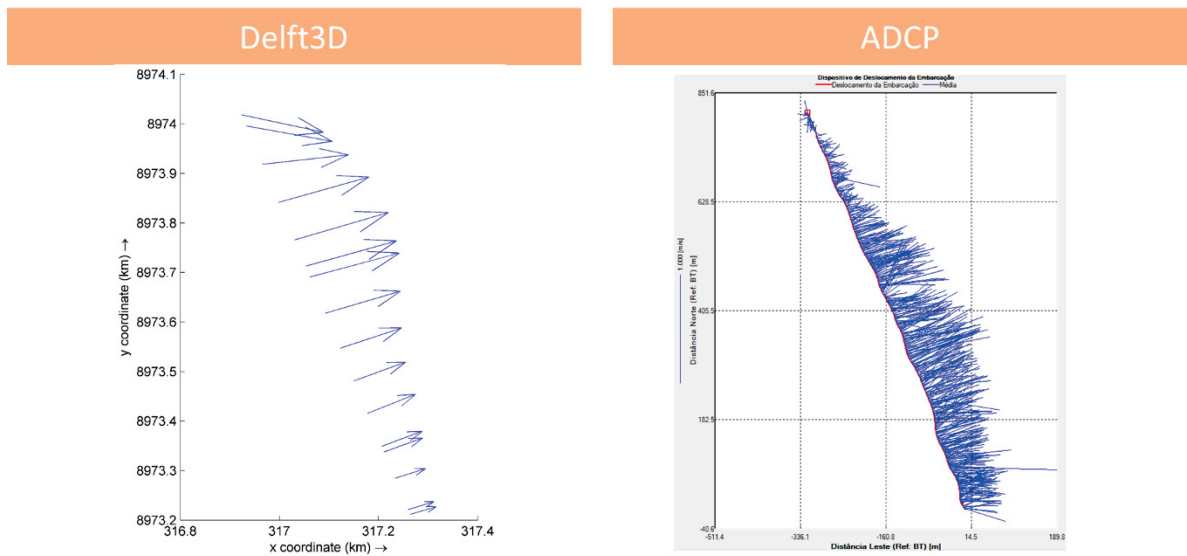 Delft3D
ADCP
8974.1
8974
8973.9
8973.8
8973.7
8973.6
8973.5
8973.4
8973.3
8973.2
y coordinate (km) →
316.8
317
317.2
317.4
x coordinate (km) →
Dispositivo de Deslocamento da Embarcação
Deslocamento da Embarcação
Média
851.6
628.5
405.5
182.5
-40.6
1.000 [m/s]
Distância Norte (Ref: BT) [m]
-511.4
-336.1
-160.8
14.5
189.8
Distância Leste (Ref: BT) [m]